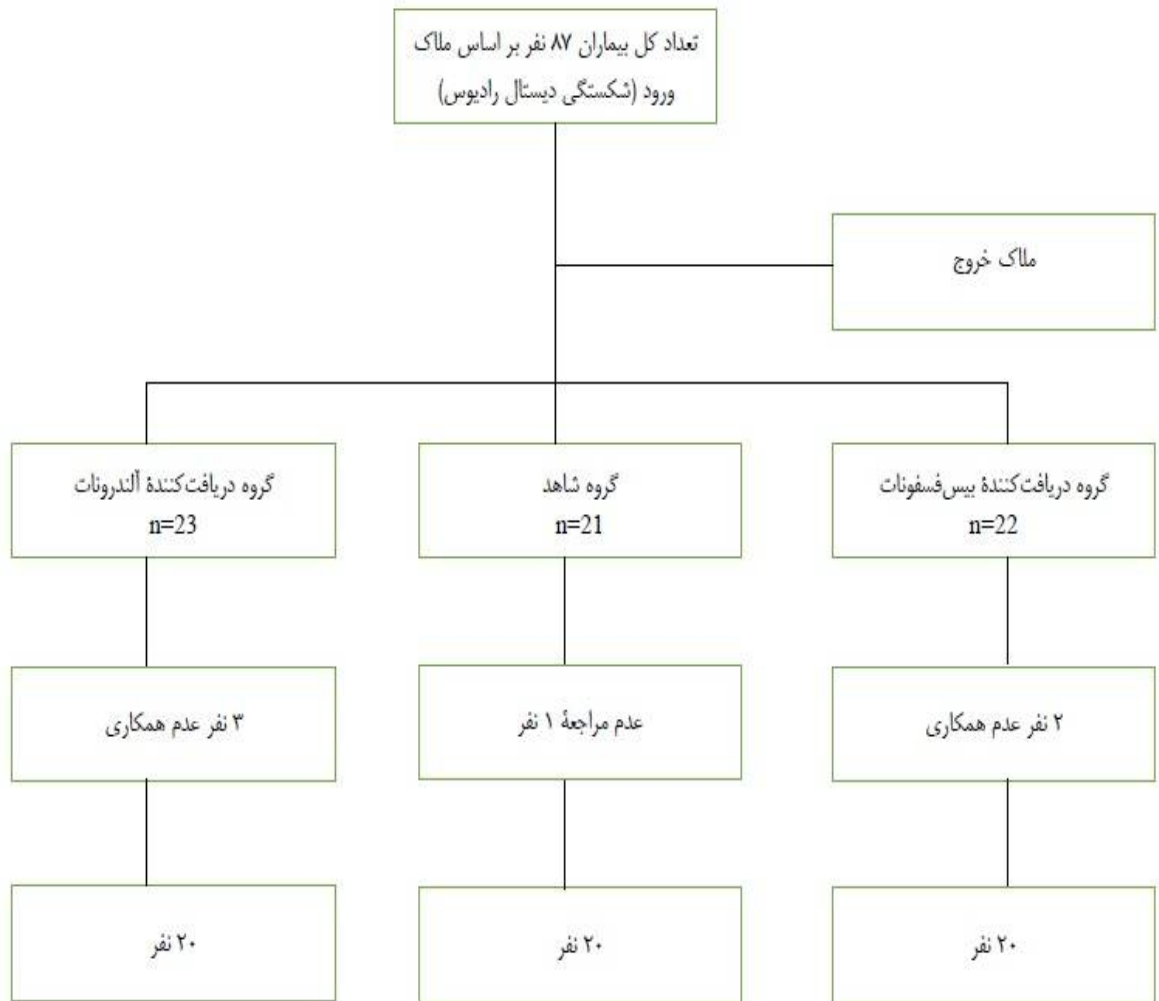 تعداد کل بیماران ۸۷ نفر بر اساس ملاک
ورود (شکستگی دیستال رادیوس)
ملاک خروج
گروه دریافت‌کنندهٔ بیس‌فسفونات
n=22
گروه شاهد
n=21
گروه دریافت‌کنندهٔ آلندرونات
n=23
۲ نفر عدم همکاری
عدم مراجعهٔ ۱ نفر
۳ نفر عدم همکاری
۲۰ نفر
۲۰ نفر
۲۰ نفر